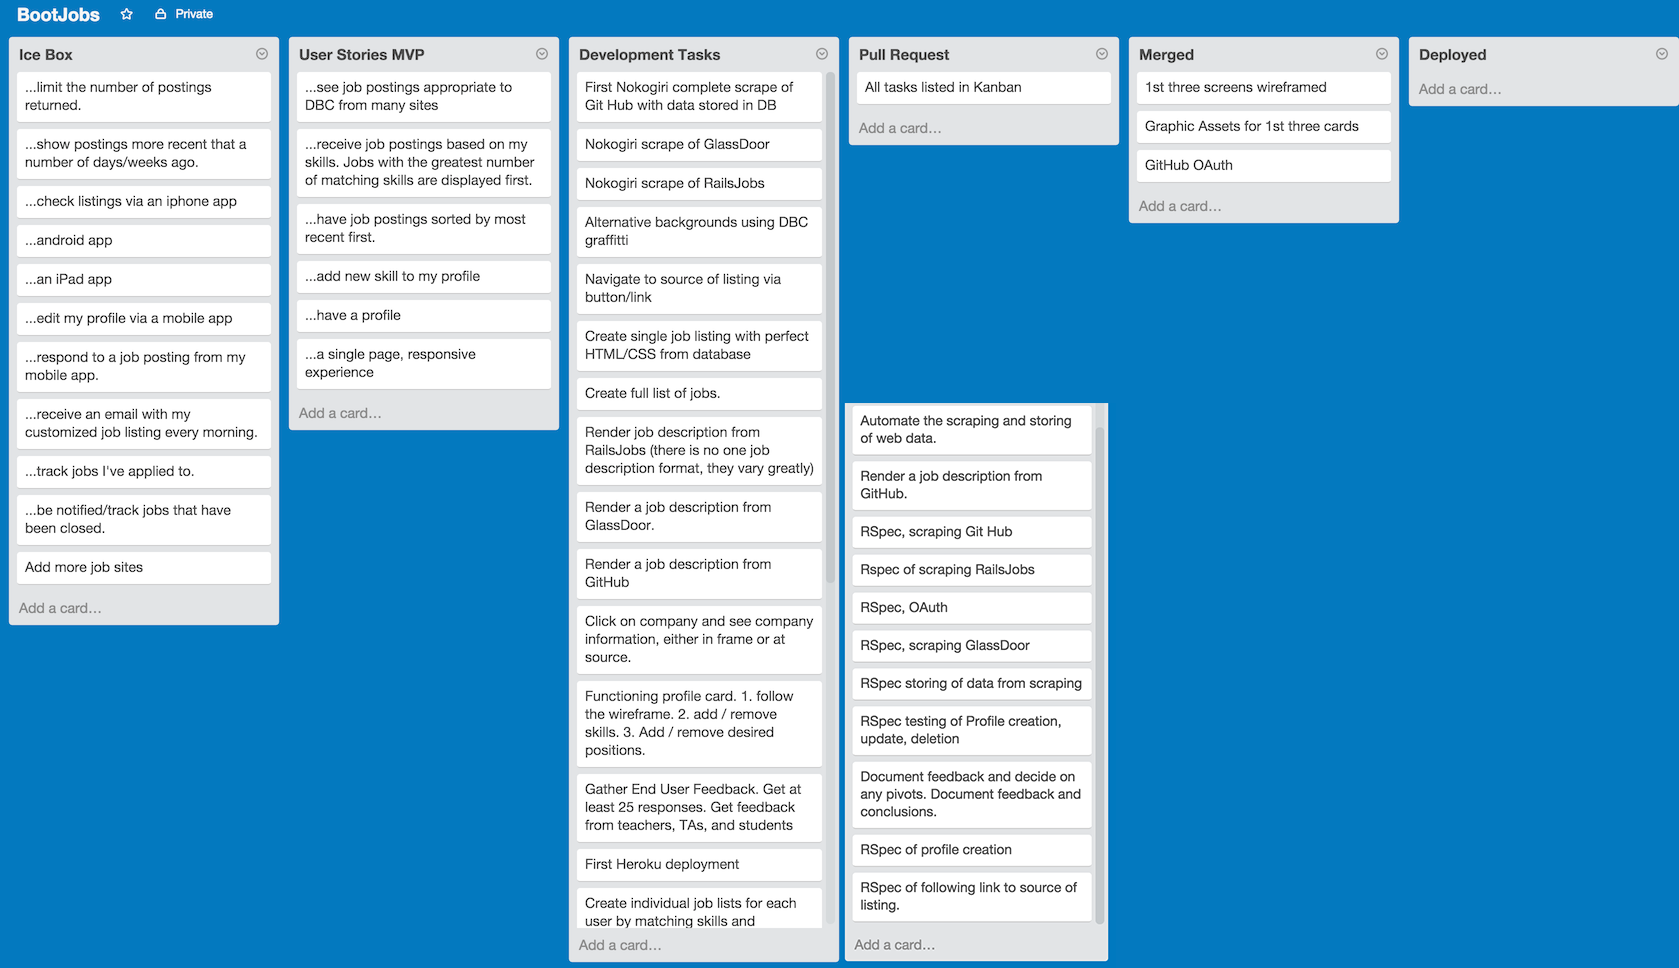 BootJobs
Private
Ice Box
...limit the number of postings
returned.
...show postings more recent that a
number of days/weeks ago.
...check listings via an iphone app
...android app
...an iPad app
...edit my profile via a mobile app
...respond to a job posting from my
mobile app.
...receive an email with my
customized job listing every morning.
...track jobs I've applied to.
...be notified/track jobs that have
been closed.
Add more job sites
Add a card…
User Stories MVP
...see job postings appropriate to
DBC from many sites
...receive job postings based on my
skills. Jobs with the greatest number
of matching skills are displayed first.
...have job postings sorted by most
recent first.
...add new skill to my profile
...have a profile
...a single page, responsive
experience
Add a card…
Development Tasks
First Nokogiri complete scrape of
Git Hub with data stored in DB
Nokogiri scrape of GlassDoor
Nokogiri scrape of RailsJobs
Alternative backgrounds using DBC
graffitti
Navigate to source of listing via
button/link
Create single job listing with perfect
HTML/CSS from database
Create full list of jobs.
Render job description from
RailsJobs (there is no one job
description format, they vary greatly)
Render a job description from
GlassDoor.
Render a job description from
GitHub
Click on company and see company
information, either in frame or at
source.
Functioning profile card. 1. follow
the wireframe. 2. add / remove
skills. 3. Add / remove desired
positions.
Gather End User Feedback. Get at
least 25 responses. Get feedback
from teachers, TAs, and students
First Heroku deployment
Create individual job lists for each
user by matching skills and
Add a card…
Pull Request
All tasks listed in Kanban
Add a card…
Automate the scraping and storing
of web data.
Render a job description from
GitHub.
RSpec, scraping Git Hub
Rspec of scraping RailsJobs
RSpec, OAuth
RSpec, scraping GlassDoor
RSpec storing of data from scraping
RSpec testing of Profile creation,
update, deletion
Document feedback and decide on
any pivots. Document feedback and
conclusions.
RSpec of profile creation
RSpec of following link to source of
listing.
Add a card…
Merged
1st three screens wireframed
Graphic Assets for 1st three cards
GitHub OAuth
Add a card…
Deployed
Add a card…